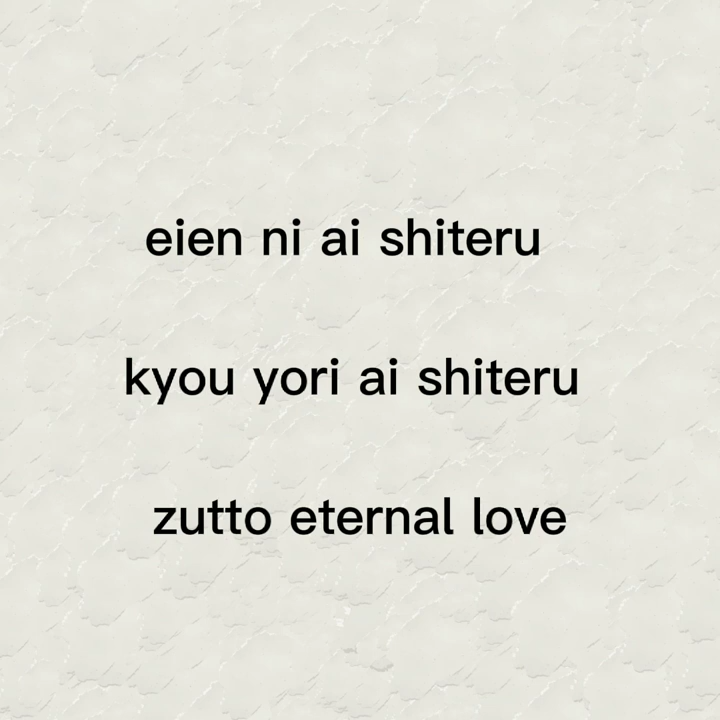 eien ni ai shiteru
kyou yori ai shiteru
zutto eternal love